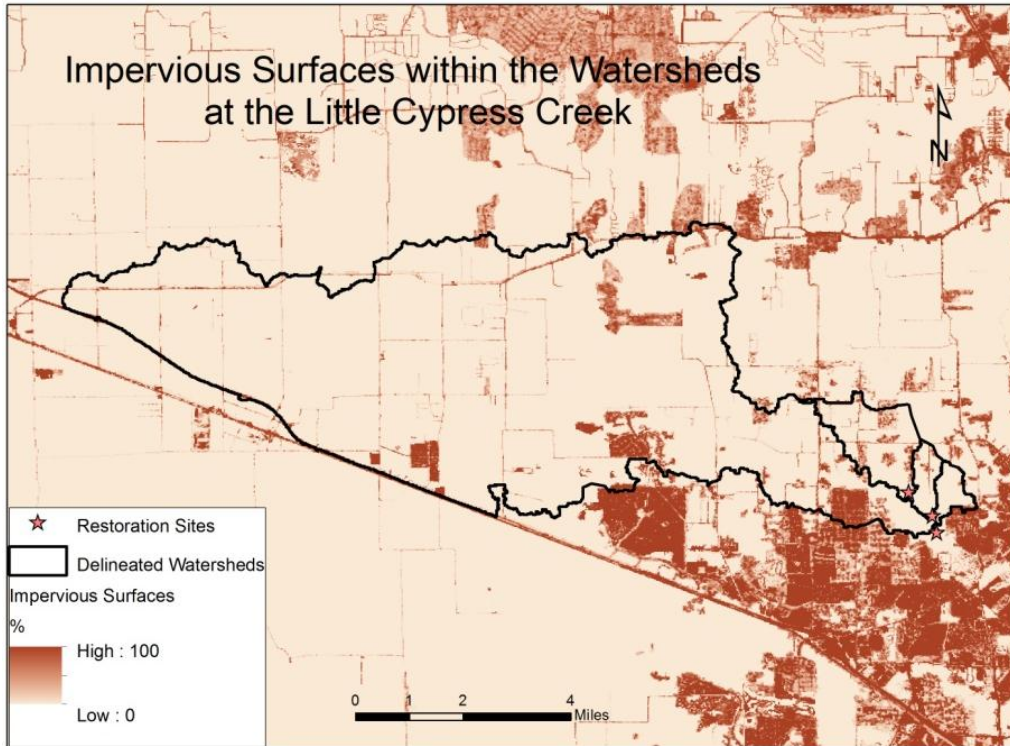 Impervious Surfaces within the Watersheds
at the Little Cypress Creek
N
Restoration Sites
Delineated Watersheds
Impervious Surfaces
%
High : 100
Low : 0
0 1 2 4
Miles